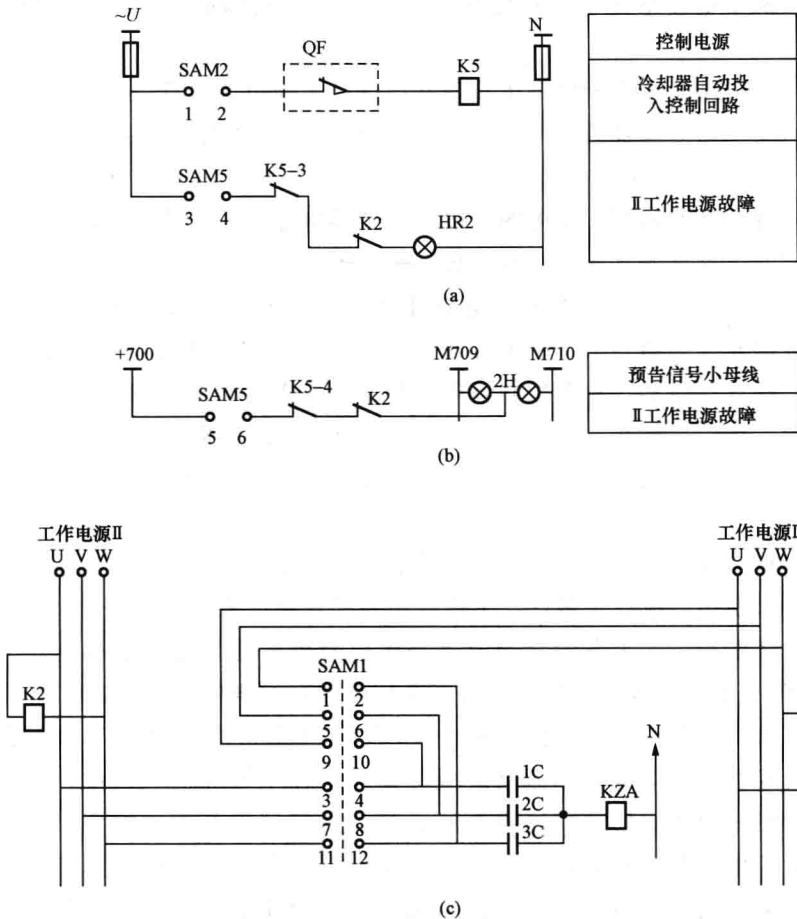 ~U
N
控制电源
QF
SAM2
K5
冷却器自动投
入控制回路
1 2
SAM5
K5-3
II工作电源故障
3 4
K2
HR2
(a)
+700
M709
M710
预告信号小母线
SAM5
K5-4
K2
2H
II工作电源故障
5 6
(b)
工作电源II
工作电源I
U V W
U V W
SAM1
K2
1 2
5 6
N
9 10
1C
KZA
3 4
2C
7 8
3C
11 12
(c)